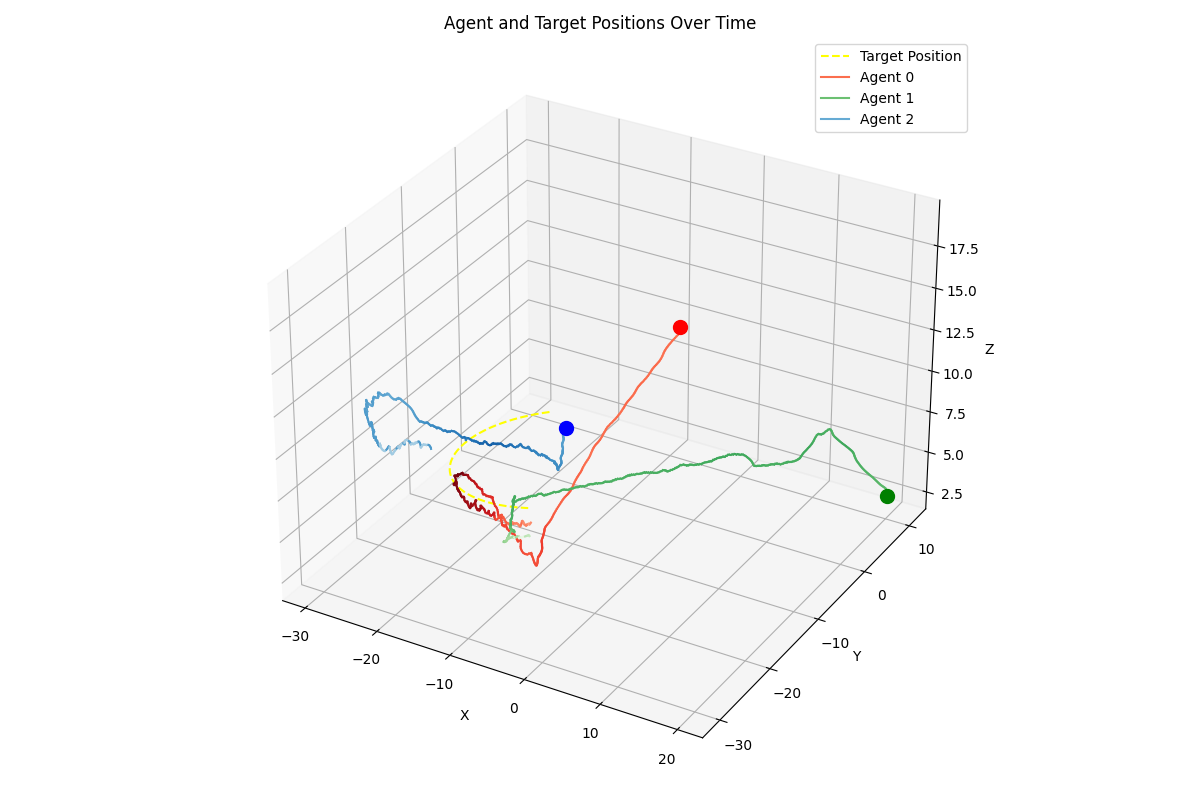 Agent and Target Positions Over Time
Target Position
Agent 0
Agent 1
Agent 2
17.5
15.0
12.5
10.0
7.5
5.0
2.5
Z
10
0
−10
−20
−30
Y
−30
−20
−10
0
10
20
X